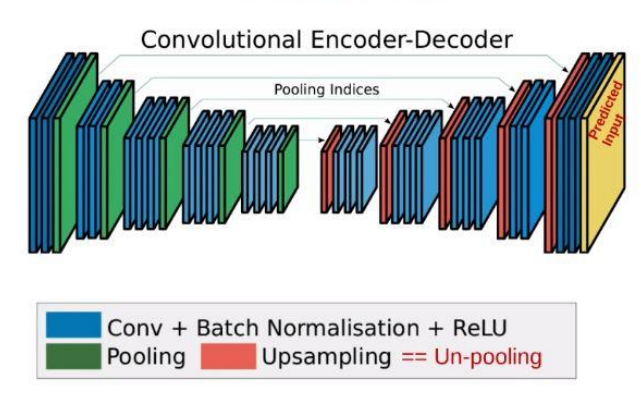 Convolutional Encoder-Decoder
Pooling Indices
Predicted
Input
Conv + Batch Normalisation + ReLU
Pooling
Upsampling == Un-pooling